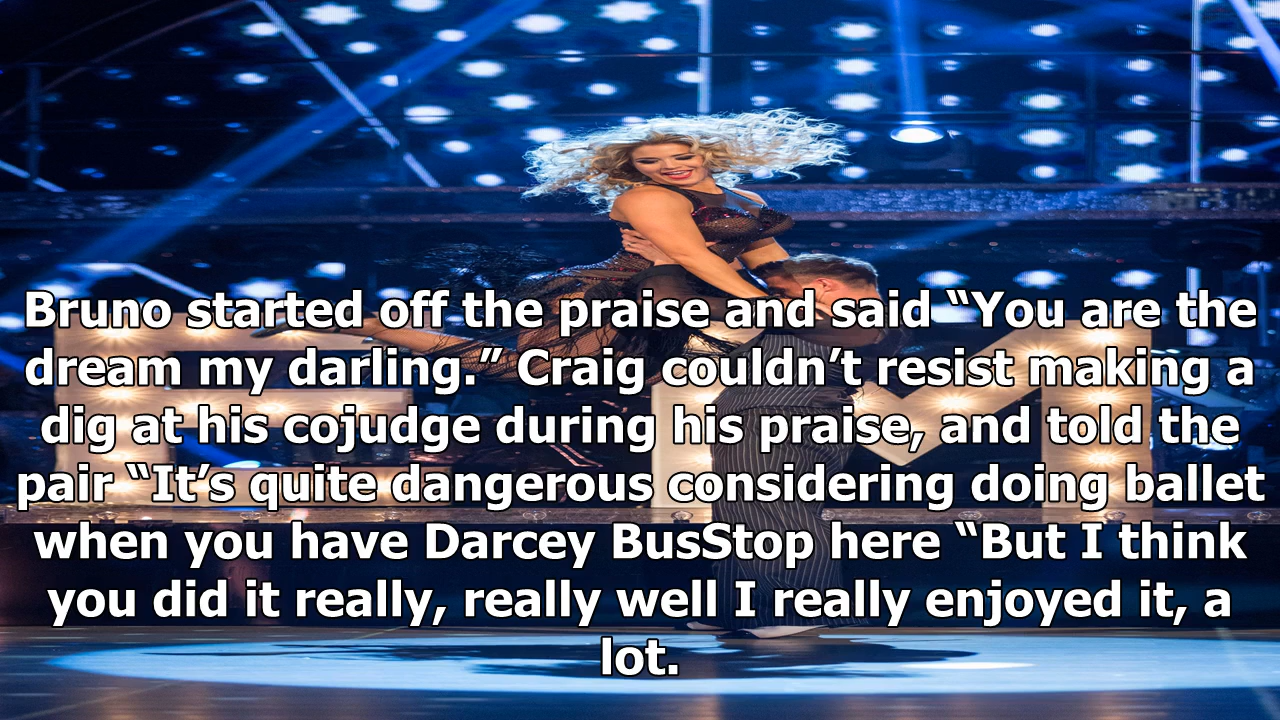 Bruno started off the praise and said “You are the
dream my darling.” Craig couldn’t resist making a
dig at his cojudge during his praise, and told the
pair “It’s quite dangerous considering doing ballet
when you have Darcey BusStop here “But I think
you did it really, really well I really enjoyed it, a
lot.